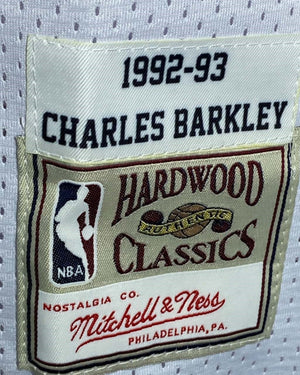 1992-93
CHARLES BARKLEY
HARDWOOD
AUTHENTIC
CLASSICS
NBA
NOSTALGIA CO.
Mitchell & Ness
PHILADELPHIA, PA.